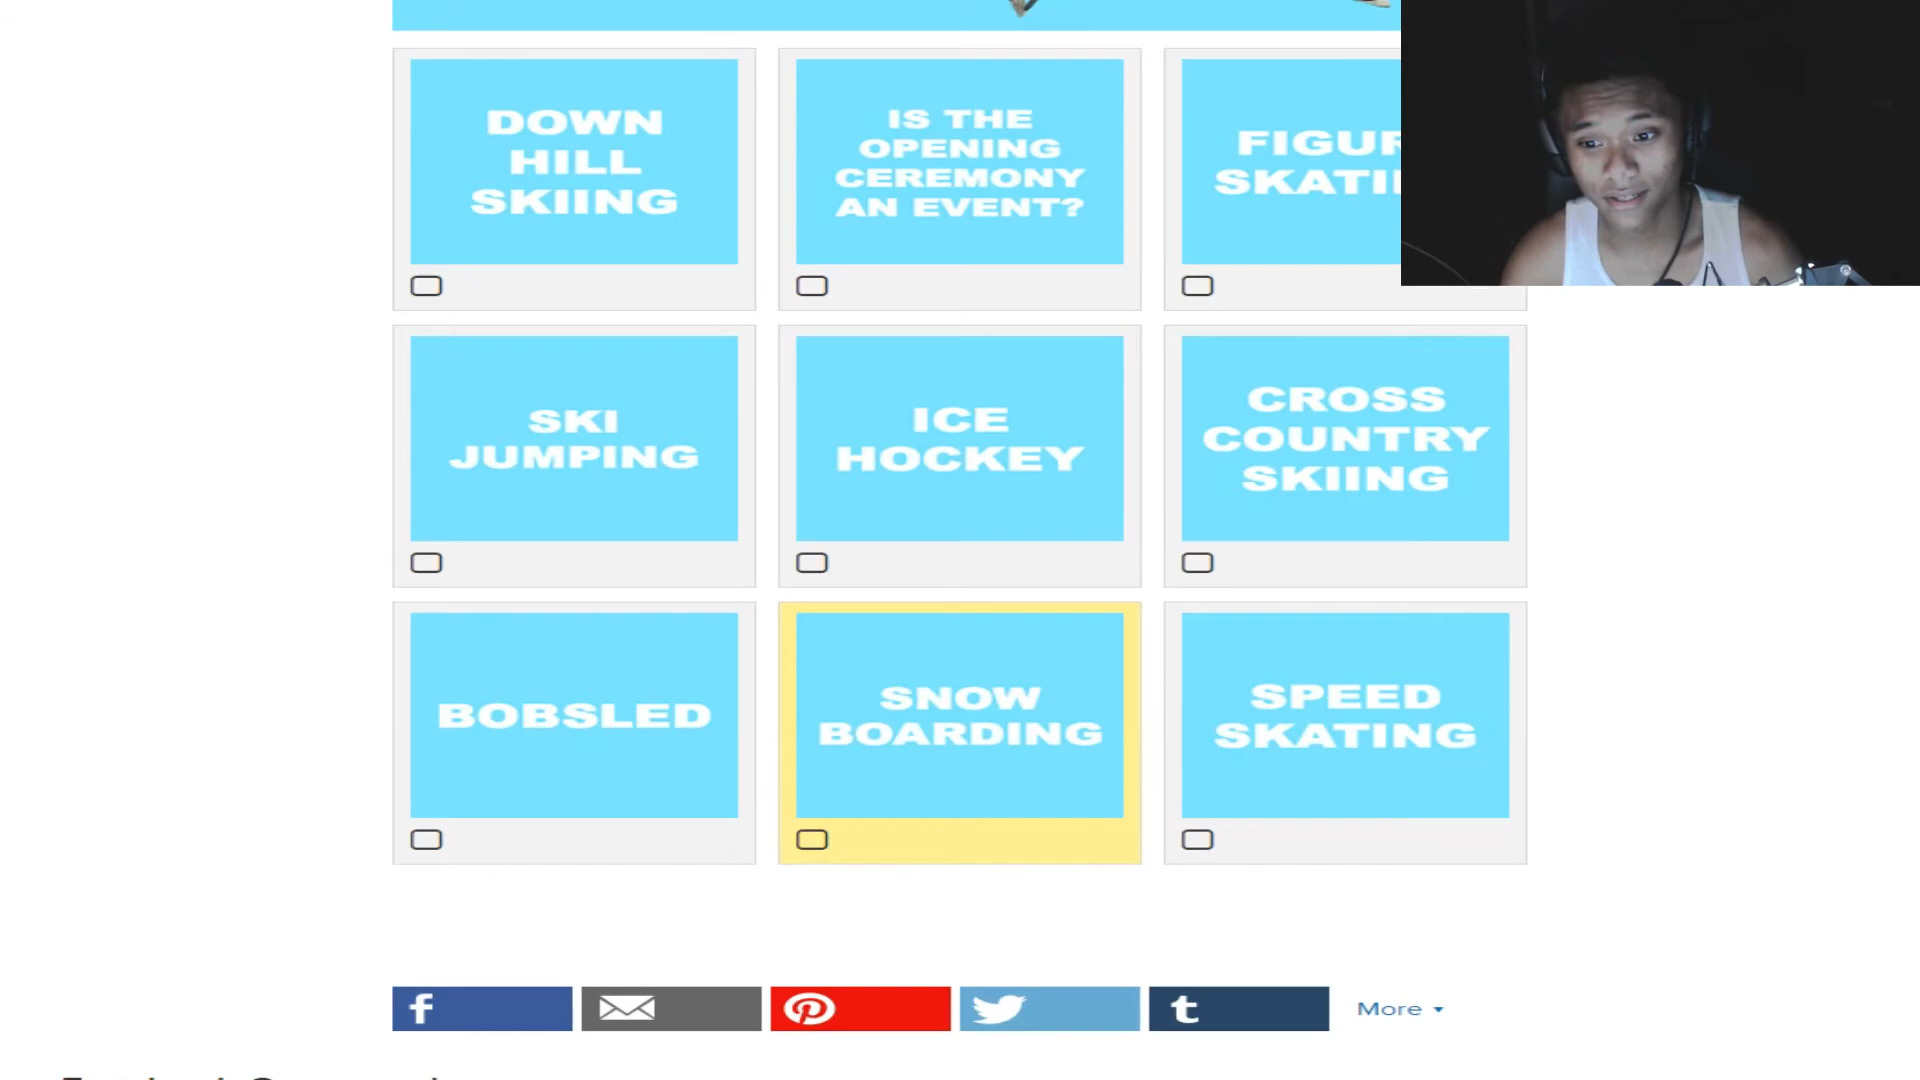 DOWN
HILL
SKIING
IS THE
OPENING
CEREMONY
AN EVENT?
SKI
JUMPING
ICE
HOCKEY
CROSS
COUNTRY
SKIING
BOBSLED
SNOW
BOARDING
SPEED
SKATING
More